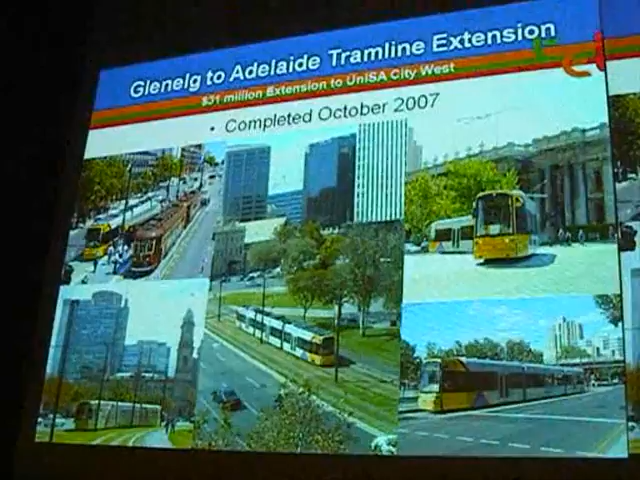 Glenelg to Adelaide Tramline Extension
$31 million Extension to UniSA City West
• Completed October 2007